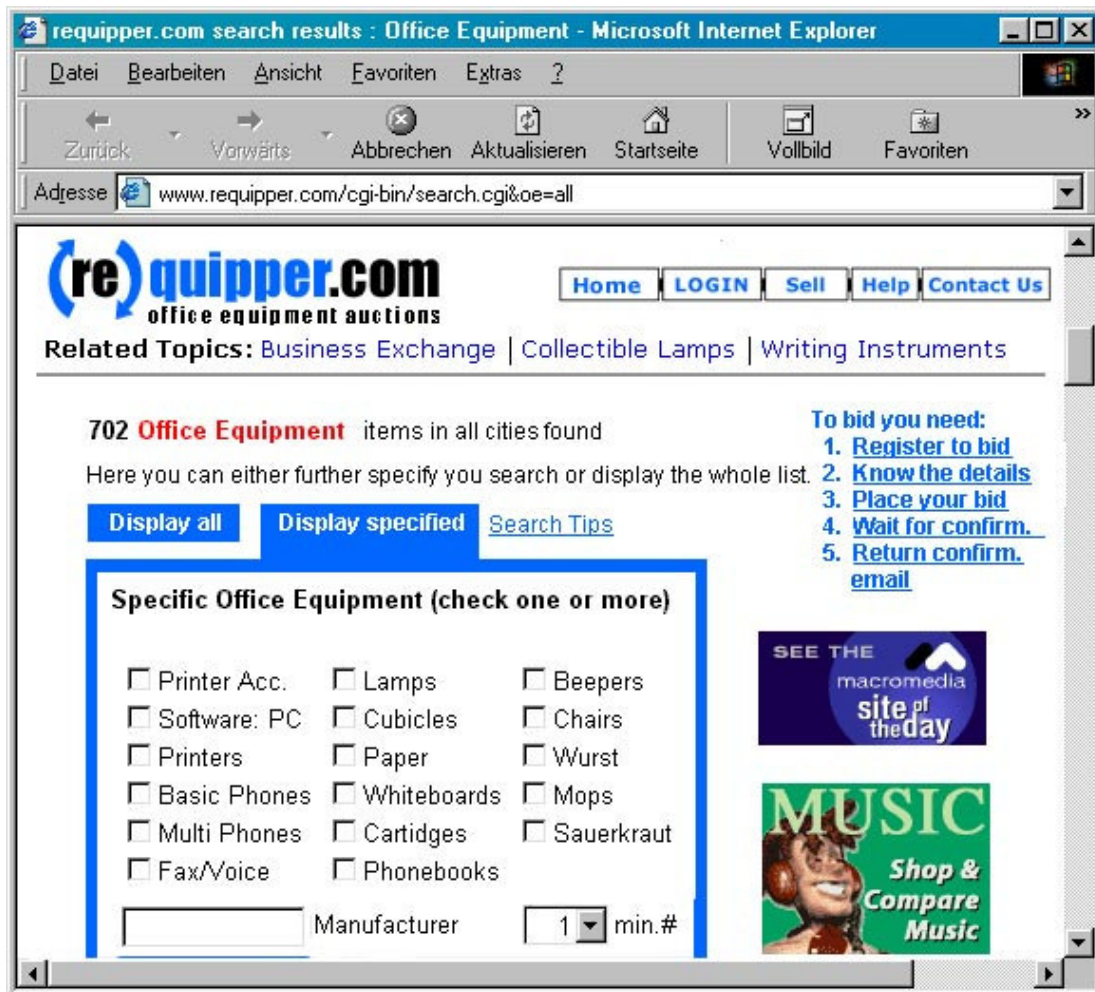 requipper.com search results : Office Equipment - Microsoft Internet Explorer
Datei Bearbeiten Ansicht Favoriten Extras ?
Zurück Vorwärts Abbrechen Aktualisieren Startseite Vollbild Favoriten »
Adresse www.requipper.com/cgi-bin/search.cgi&oe=all
(re)quipper.com
office equipment auctions
Home LOGIN Sell Help Contact Us
Related Topics: Business Exchange | Collectible Lamps | Writing Instruments
702 Office Equipment items in all cities found
Here you can either further specify you search or display the whole list.
Display all Display specified Search Tips
To bid you need:
1. Register to bid
2. Know the details
3. Place your bid
4. Wait for confirm.
5. Return confirm.
email
Specific Office Equipment (check one or more)
Printer Acc. Lamps Beepers
Software: PC Cubicles Chairs
Printers Paper Wurst
Basic Phones Whiteboards Mops
Multi Phones Cartidges Sauerkraut
Fax/Voice Phonebooks
Manufacturer 1 min.#
SEE THE
macromedia
site of
the day
MUSIC
Shop &
Compare
Music